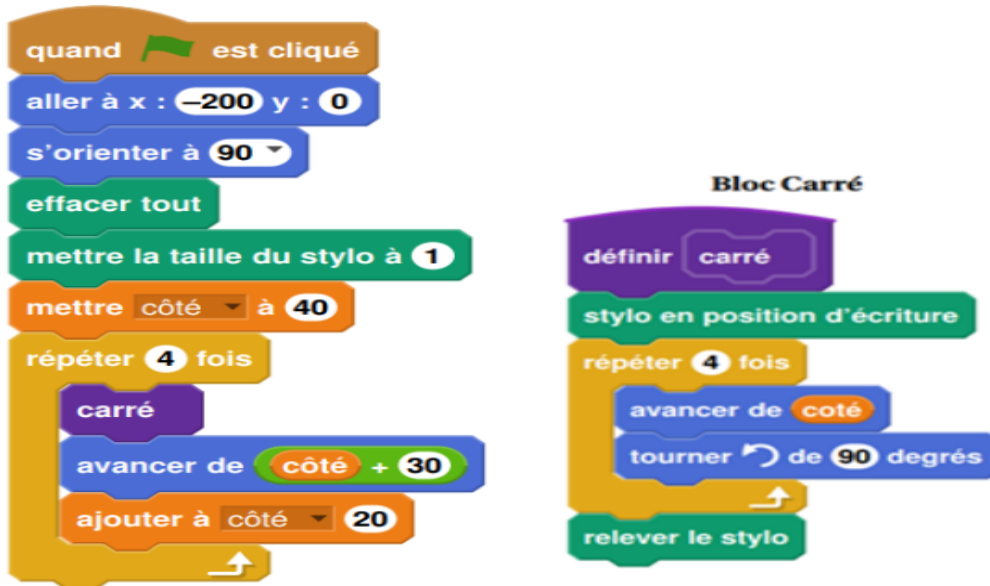 quand est cliqué
aller à x : -200 y : 0
s'orienter à 90
effacer tout
mettre la taille du stylo à 1
mettre côté à 40
répéter 4 fois
carré
avancer de côté + 30
ajouter à côté 20
Bloc Carré
définir carré
stylo en position d'écriture
répéter 4 fois
avancer de coté
tourner de 90 degrés
relever le stylo